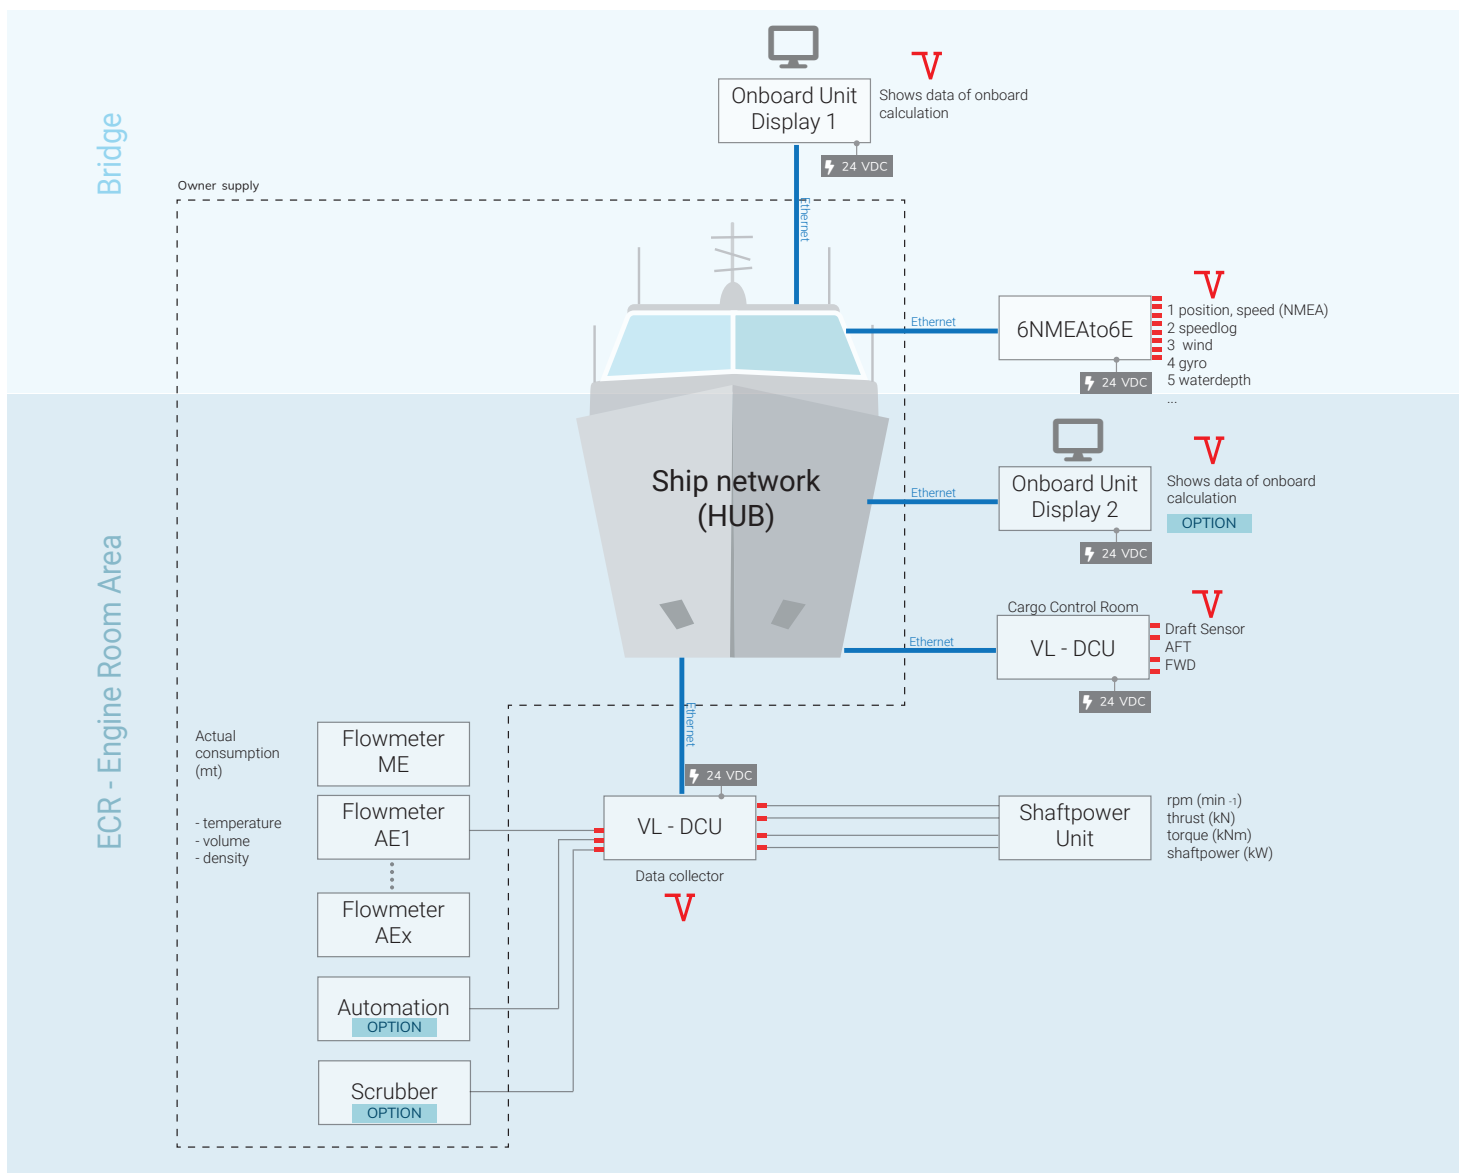 Bridge
Onboard Unit
Display 1
Shows data of onboard
calculation
24 VDC
Owner supply
Ethernet
Ethernet
6NMEAto6E
24 VDC
1 position, speed (NMEA)
2 speedlog
3 wind
4 gyro
5 waterdepth
...
ECR - Engine Room Area
Ship network
(HUB)
Ethernet
Onboard Unit
Display 2
24 VDC
Shows data of onboard
calculation
OPTION
Ethernet
Cargo Control Room
VL - DCU
24 VDC
Draft Sensor
AFT
FWD
Ethernet
24 VDC
VL - DCU
Data collector
Actual
consumption
(mt)
- temperature
- volume
- density
Flowmeter
ME
Flowmeter
AE1
Flowmeter
AEx
Automation
OPTION
Scrubber
OPTION
Shaftpower
Unit
rpm (min -1)
thrust (kN)
torque (kNm)
shaftpower (kW)